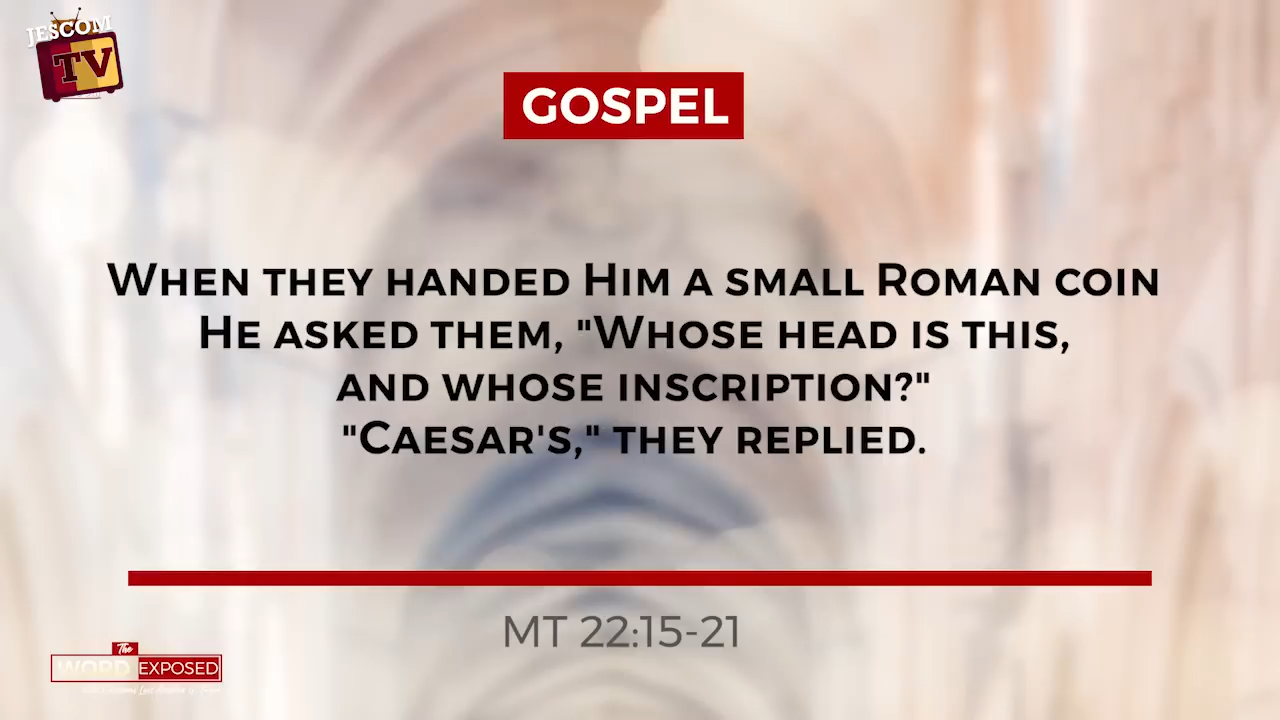 JESCOM
TV
GOSPEL
When they handed Him a small Roman coin
He asked them, "Whose head is this,
and whose inscription?"
"Caesar's," they replied.
MT 22:15-21
The
WORD EXPOSED